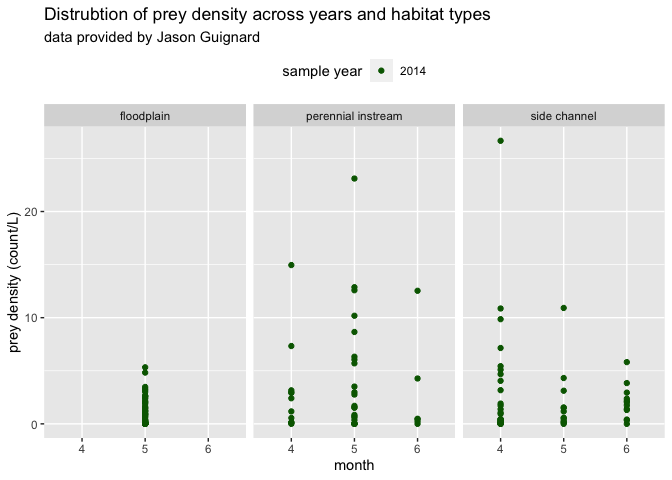 Distrubtion of prey density across years and habitat types
data provided by Jason Guignard
sample year 2014
floodplain perennial instream side channel
prey density (count/L)
20
10
0
4 5 6 4 5 6 4 5 6
month